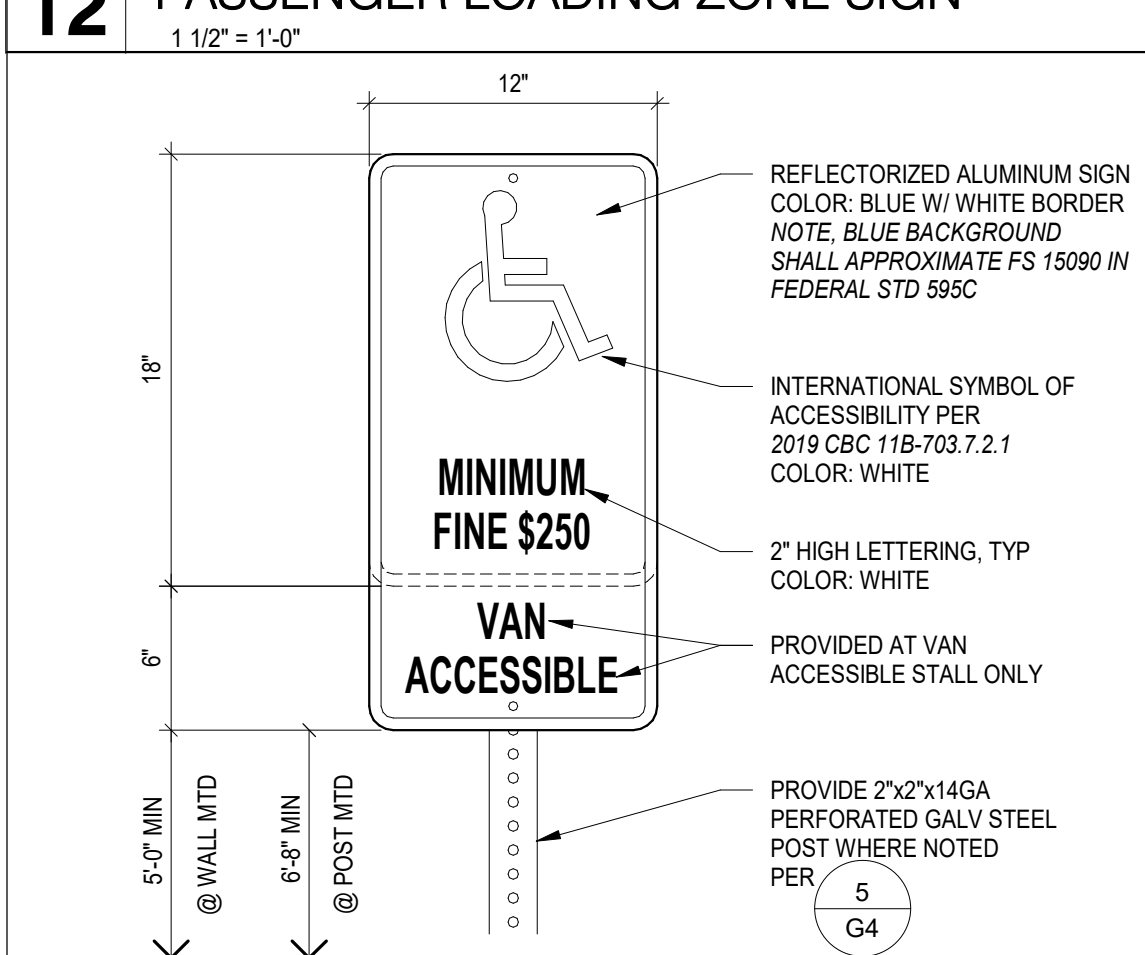 12
PASSENGER LOADING ZONE SIGN
1 1/2" = 1'-0"
12"
REFLECTORIZED ALUMINUM SIGN
COLOR: BLUE W/ WHITE BORDER
NOTE, BLUE BACKGROUND
SHALL APPROXIMATE FS 15090 IN
FEDERAL STD 595C
18"
INTERNATIONAL SYMBOL OF
ACCESSIBILITY PER
2019 CBC 11B-703.7.2.1
COLOR: WHITE
MINIMUM
FINE $250
2" HIGH LETTERING, TYP
COLOR: WHITE
6"
VAN
ACCESSIBLE
PROVIDED AT VAN
ACCESSIBLE STALL ONLY
5'-0" MIN
@ WALL MTD
6'-8" MIN
@ POST MTD
PROVIDE 2"x2"x14GA
PERFORATED GALV STEEL
POST WHERE NOTED
PER
5
G4